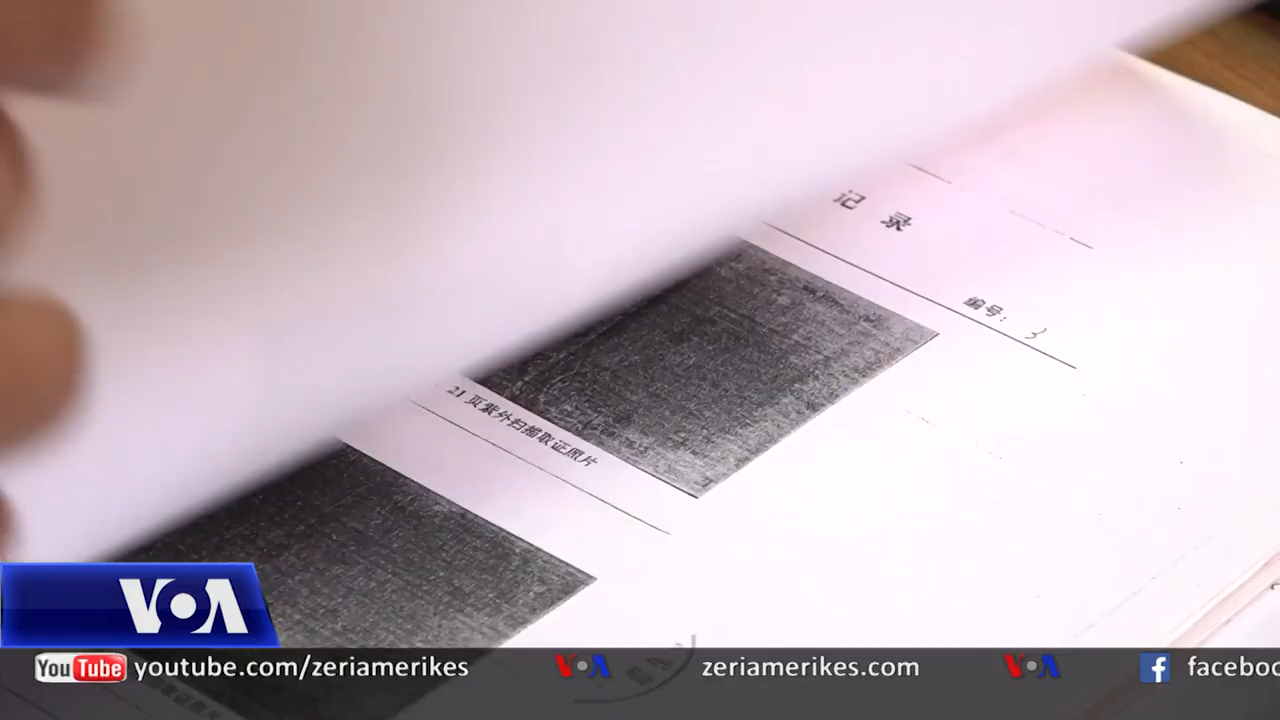 记 录
编号: 3
21 页紫外扫描取证照片
VOA
YouTube youtube.com/zeriamerikes VOA zeriamerikes.com VOA faceboo